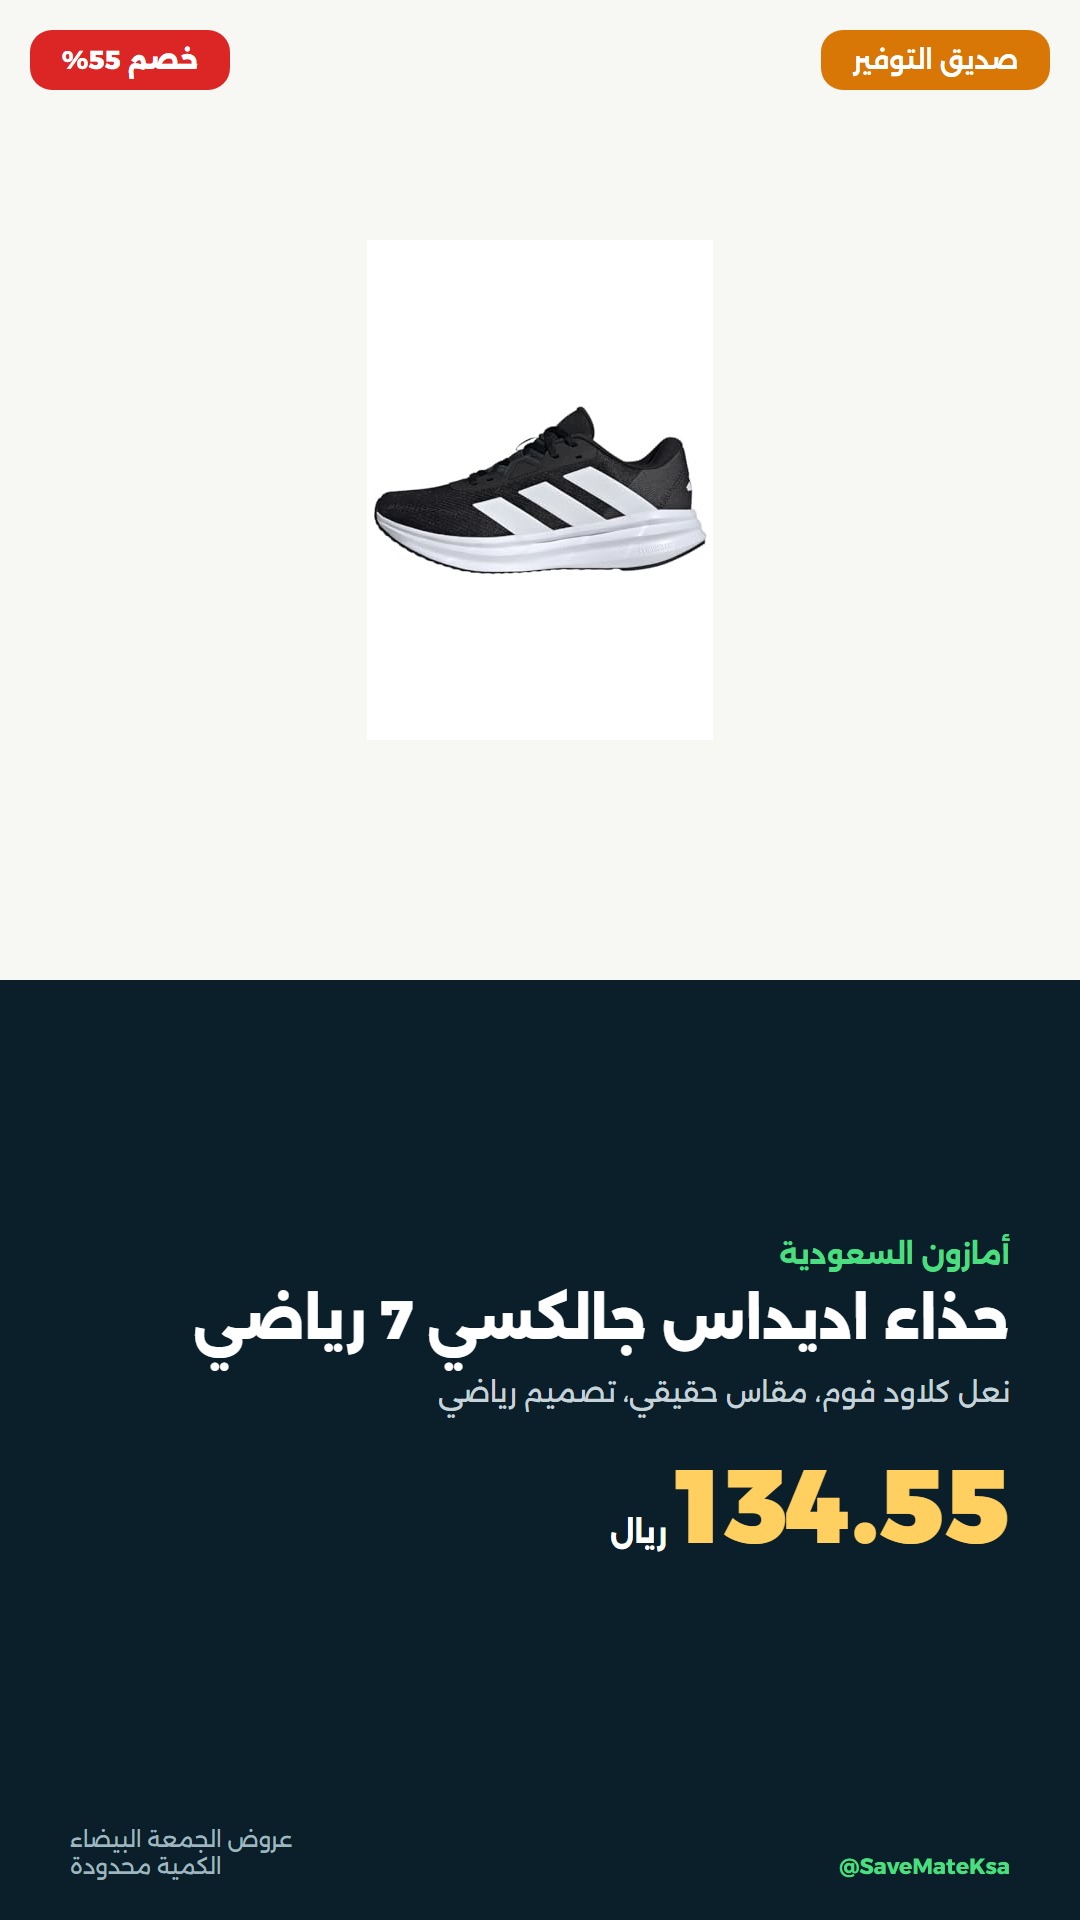 صديق التوفير
خصم 55%
أمازون السعودية
حذاء اديداس جالكسي 7 رياضي
نعل كلاود فوم، مقاس حقيقي، تصميم رياضي
134.55 ريال
عروض الجمعة البيضاء
الكمية محدودة
@SaveMateKsa